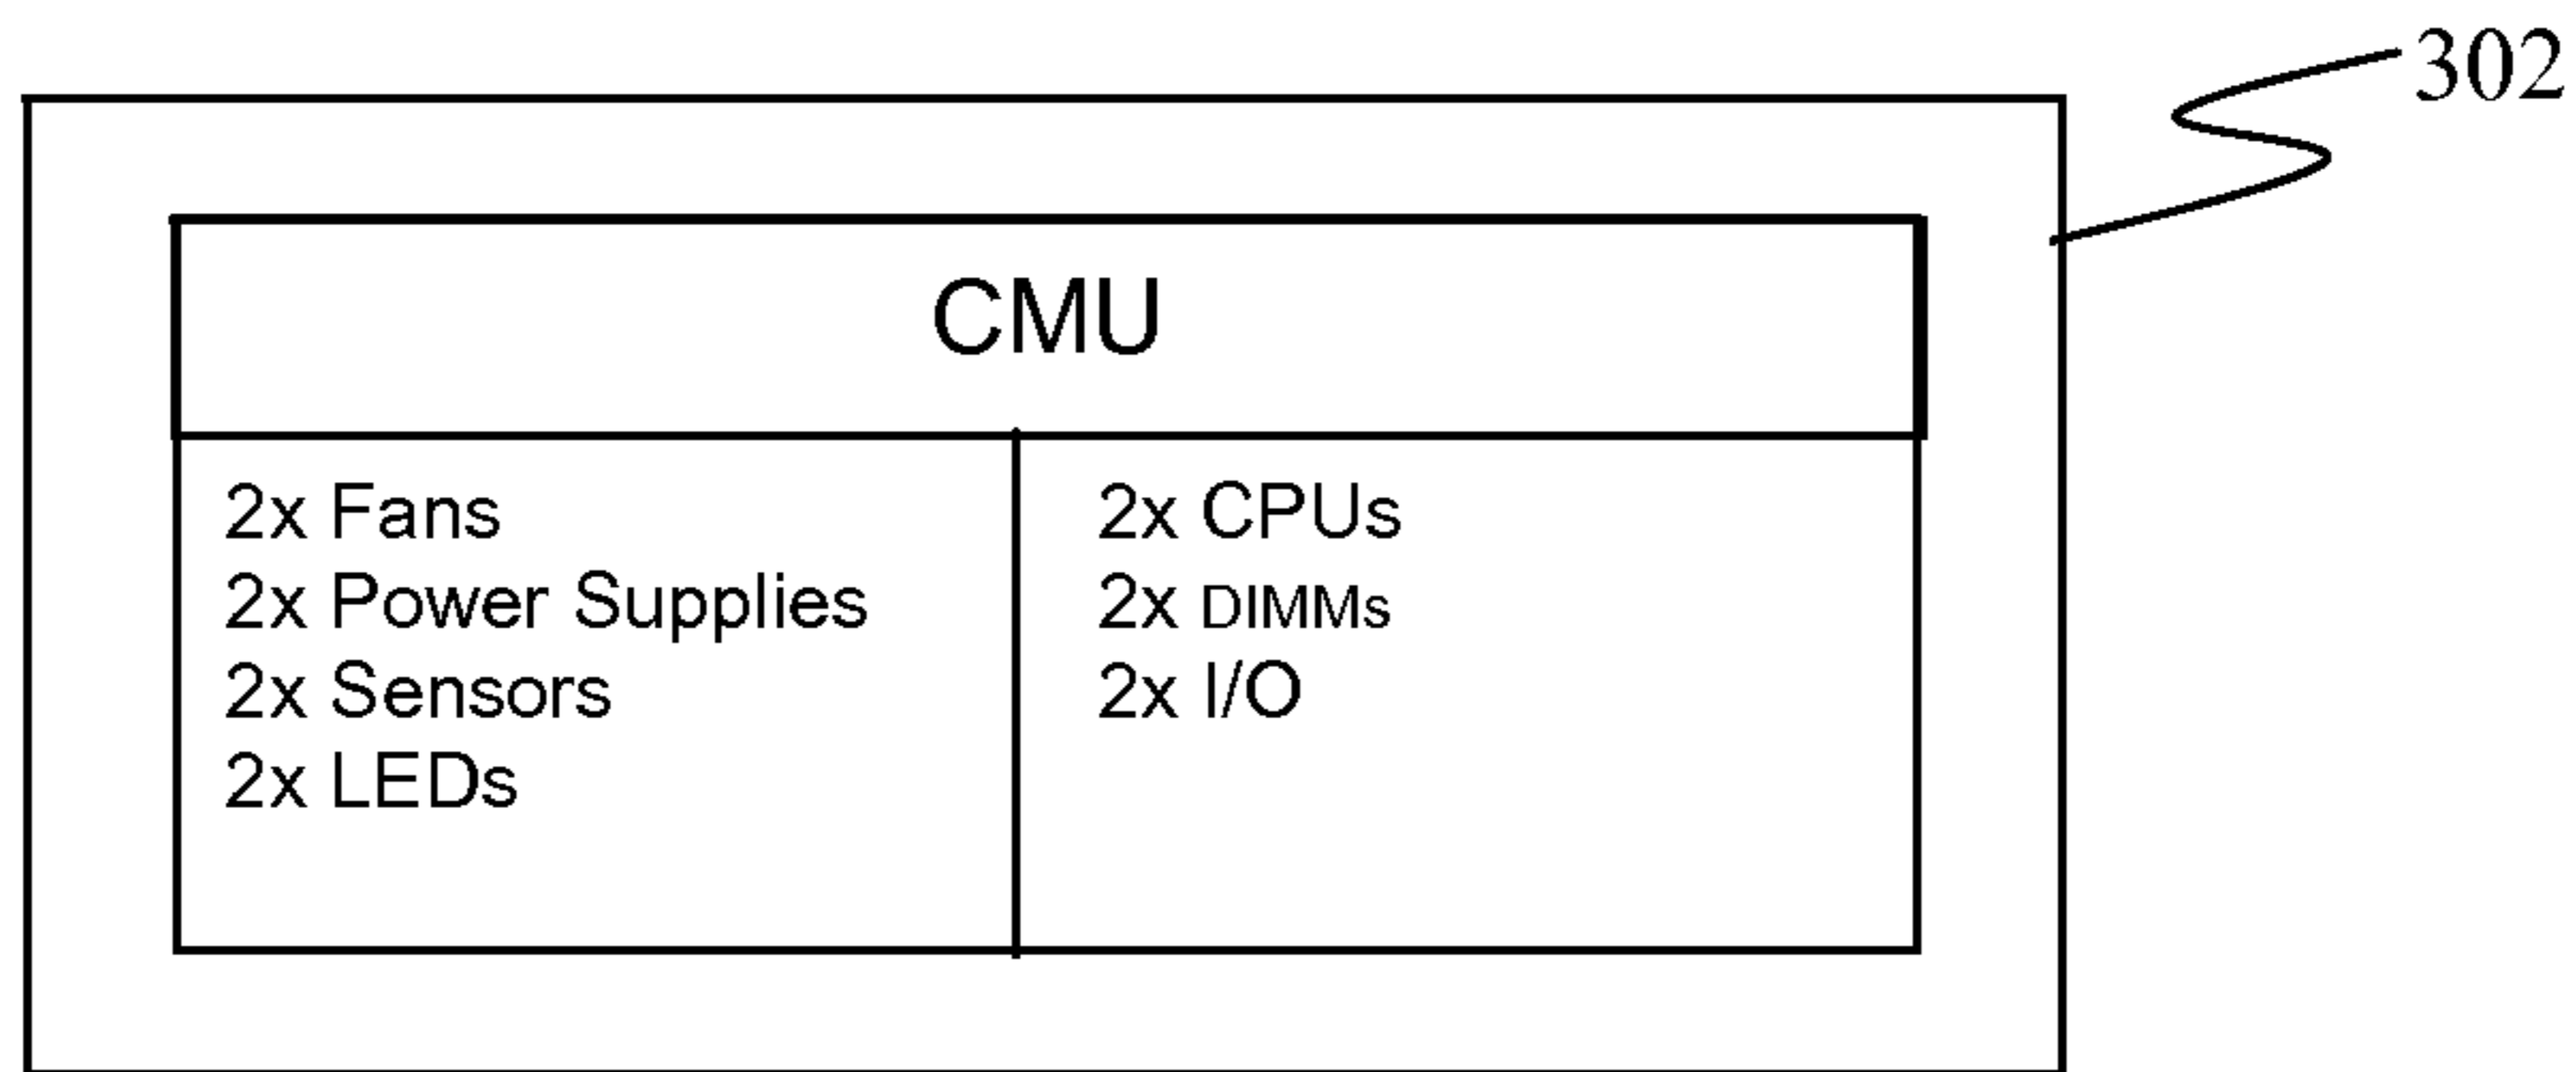 302
CMU
2x Fans
2x Power Supplies
2x Sensors
2x LEDs
2x CPUs
2x DIMMs
2x I/O